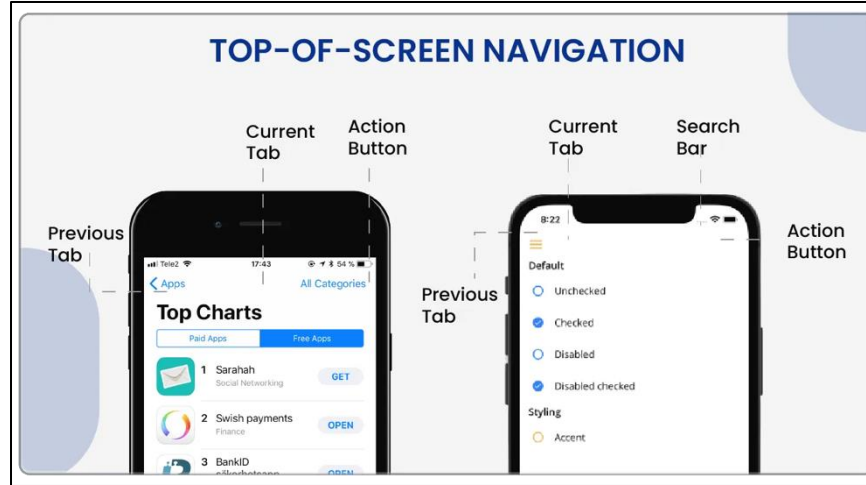 TOP-OF-SCREEN NAVIGATION
Current
Tab
Action
Button
Previous
Tab
Tele2
17:43
54 %
Apps
All Categories
Top Charts
Paid Apps
Free Apps
1 Sarahah
Social Networking
GET
2 Swish payments
Finance
OPEN
3 BankID
OPEN
Current
Tab
Search
Bar
Previous
Tab
Action
Button
8:22
Default
Unchecked
Checked
Disabled
Disabled checked
Styling
Accent